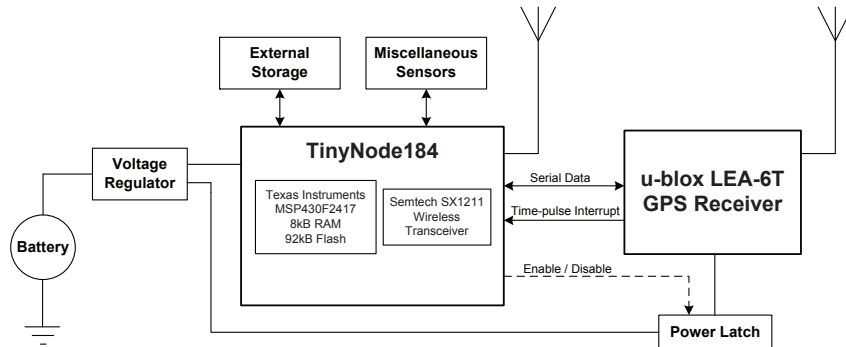 External
Storage
Miscellaneous
Sensors
Voltage
Regulator
Battery
TinyNode184
Texas Instruments
MSP430F2417
8kB RAM
92kB Flash
Semtech SX1211
Wireless
Transceiver
Serial Data
Time-pulse Interrupt
Enable / Disable
u-blox LEA-6T
GPS Receiver
Power Latch